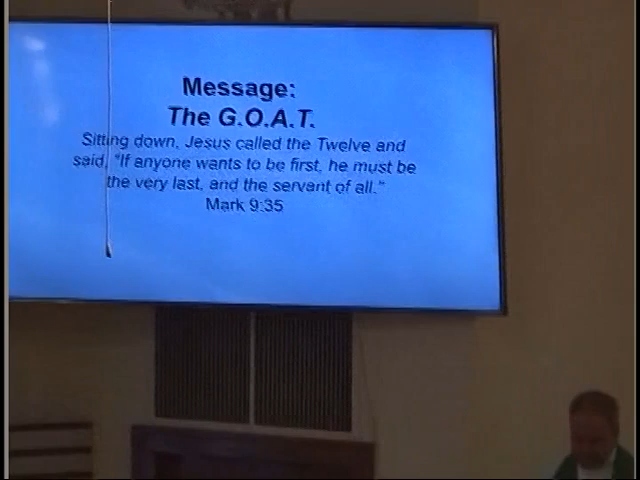 Message:
The G.O.A.T.
Sitting down, Jesus called the Twelve and
said, "If anyone wants to be first, he must be
the very last, and the servant of all."
Mark 9:35